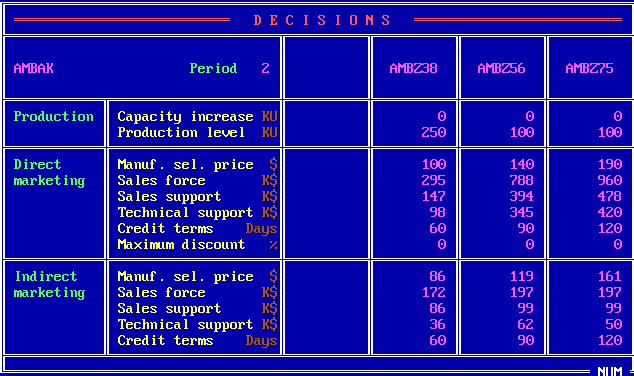 DECISIONS
AMBAK Period 2 AMBZ38 AMBZ56 AMBZ75
Production Capacity increase KU 0 0 0
Production level KU 250 100 100
Direct Manuf. sel. price $ 100 140 190
marketing Sales force K$ 295 788 960
Sales support K$ 147 394 478
Technical support K$ 98 345 420
Credit terms Days 60 90 120
Maximum discount % 0 0 0
Indirect Manuf. sel. price $ 86 119 161
marketing Sales force K$ 172 197 197
Sales support K$ 86 99 99
Technical support K$ 36 62 50
Credit terms Days 60 90 120
NUM